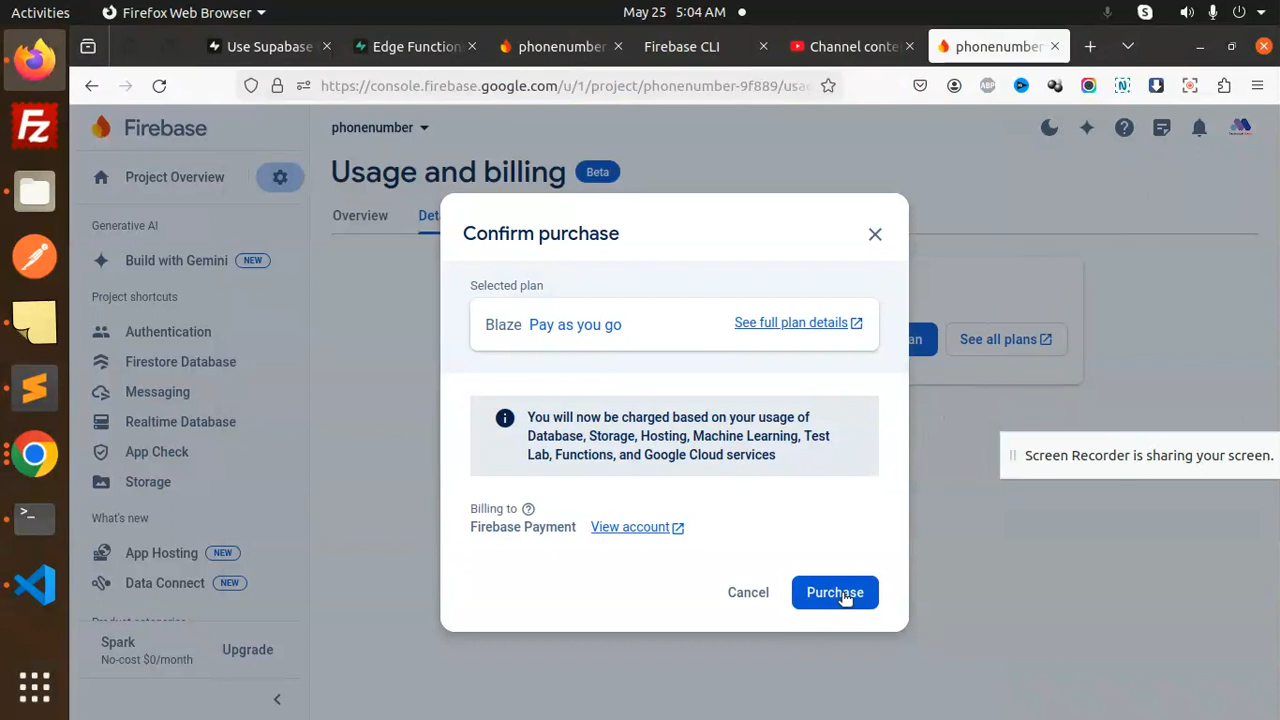 Activities
Firefox Web Browser
May 25 5:04 AM
Use Supabase
Edge Function
phonenumber
Firebase CLI
Channel conte
phonenumber
https://console.firebase.google.com/u/1/project/phonenumber-9f889/usa
Firebase
phonenumber
Project Overview
Usage and billing
Beta
Overview
Det
Generative AI
Build with Gemini
NEW
Project shortcuts
Authentication
Firestore Database
Messaging
Realtime Database
App Check
Storage
What's new
App Hosting
NEW
Data Connect
NEW
Product categories
Spark
No-cost $0/month
Upgrade
an
See all plans
Confirm purchase
Selected plan
Blaze Pay as you go
See full plan details
You will now be charged based on your usage of
Database, Storage, Hosting, Machine Learning, Test
Lab, Functions, and Google Cloud services
Billing to
Firebase Payment
View account
Cancel
Purchase
Screen Recorder is sharing your screen.